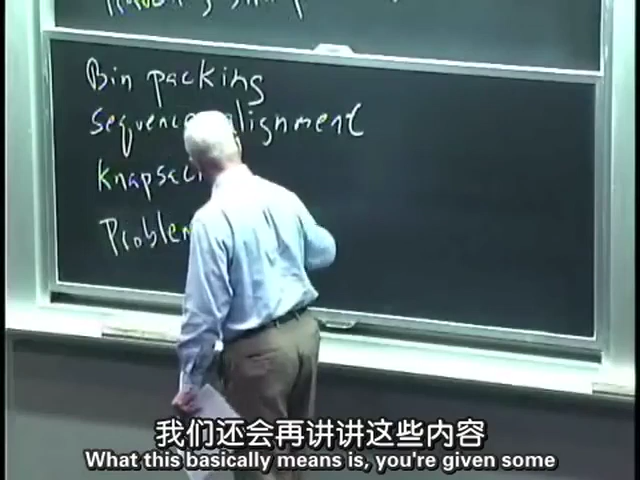 Bin packing
sequence alignment
knapsac
Problem
我们还会再讲讲这些内容
What this basically means is, you're given some